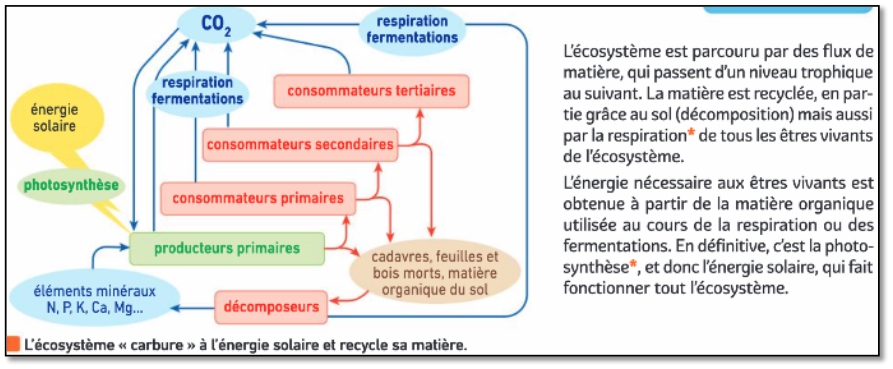 CO2
respiration
fermentations
respiration
fermentations
consommateurs tertiaires
énergie
solaire
consommateurs secondaires
photosynthèse
consommateurs primaires
producteurs primaires
cadavres, feuilles et
bois morts, matière
organique du sol
éléments minéraux
N, P, K, Ca, Mg...
décomposeurs
L'écosystème « carbure » à l'énergie solaire et recycle sa matière.
L'écosystème est parcouru par des flux de
matière, qui passent d'un niveau trophique
au suivant. La matière est recyclée, en par-
tie grâce au sol (décomposition) mais aussi
par la respiration* de tous les êtres vivants
de l'écosystème.
L'énergie nécessaire aux êtres vivants est
obtenue à partir de la matière organique
utilisée au cours de la respiration ou des
fermentations. En définitive, c'est la photo-
synthèse*, et donc l'énergie solaire, qui fait
fonctionner tout l'écosystème.